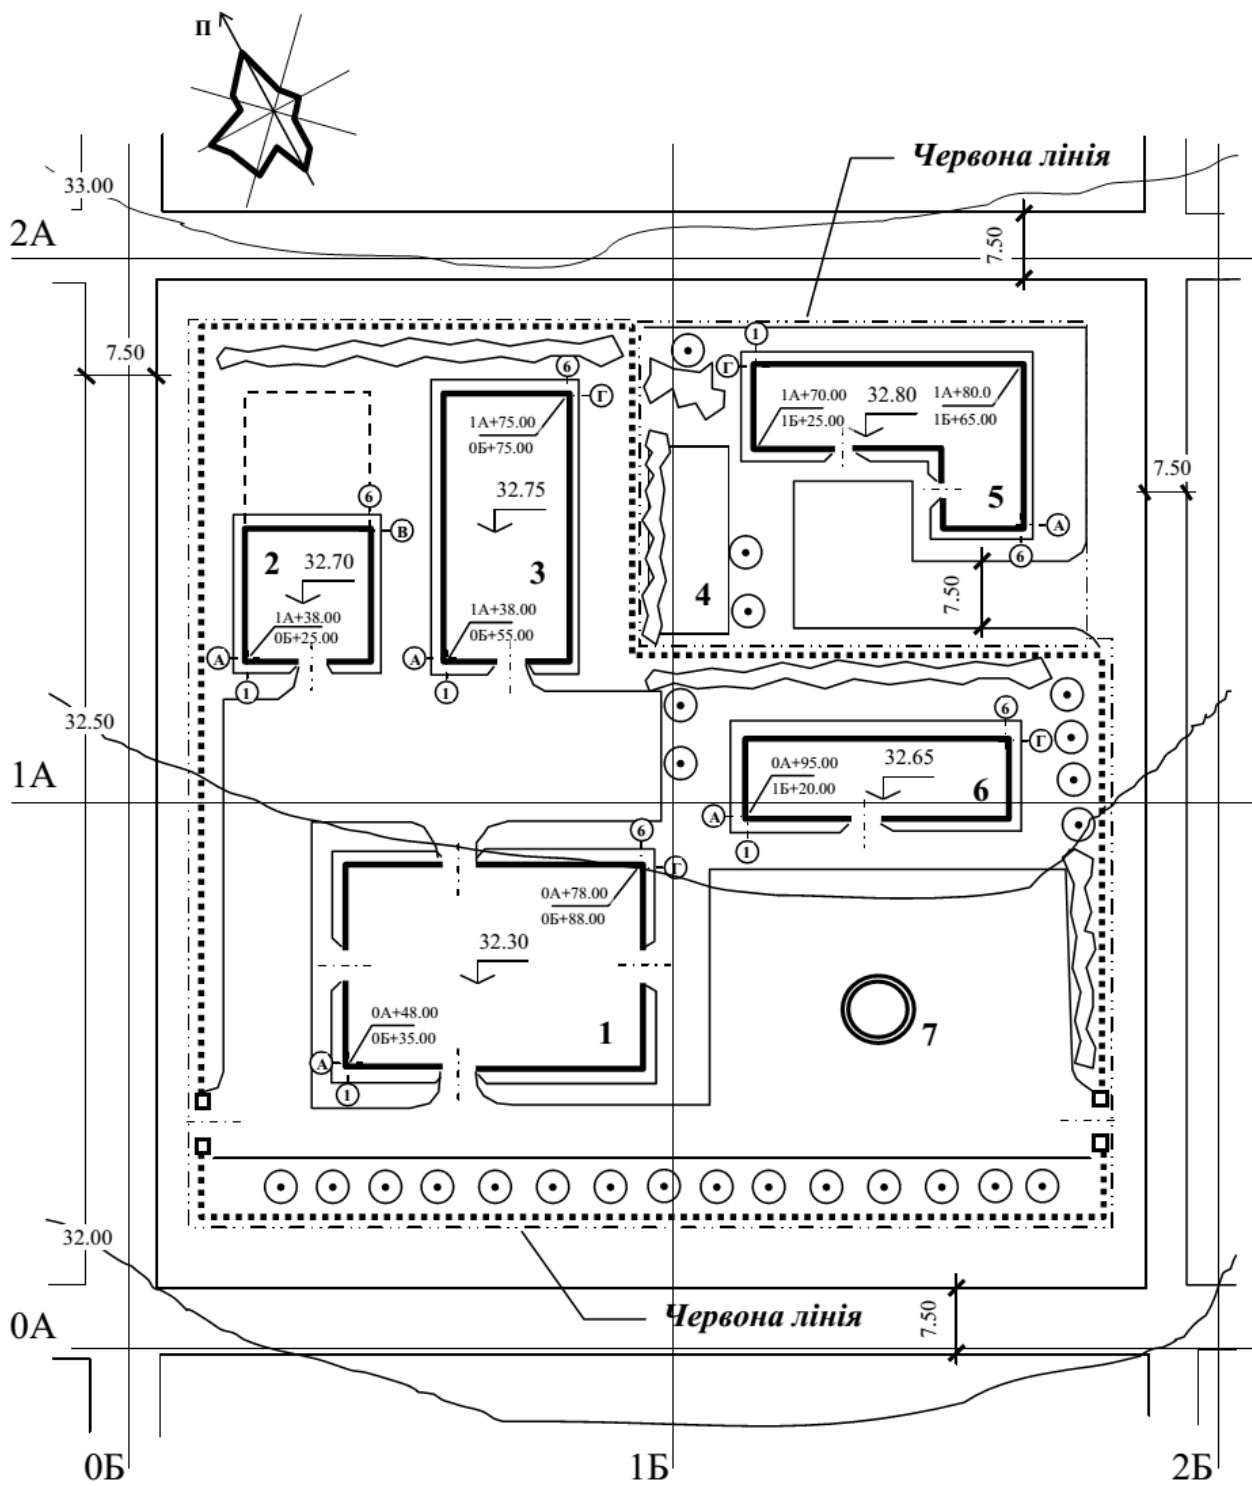 П
Червона лінія
33.00
2А
7.50
7.50
1
6
Г
Г
1А+70.00
1Б+25.00
32.80
1А+80.0
1Б+65.00
1А+75.00
0Б+75.00
7.50
32.75
6
5
А
В
6
2
32.70
3
4
7.50
1А+38.00
0Б+25.00
1А+38.00
0Б+55.00
А
А
1
1
32.50
6
Г
1А
0А+95.00
1Б+20.00
32.65
6
А
1
6
Г
0А+78.00
0Б+88.00
32.30
0А+48.00
0Б+35.00
1
7
А
1
32.00
0А
Червона лінія
7.50
0Б
1Б
2Б